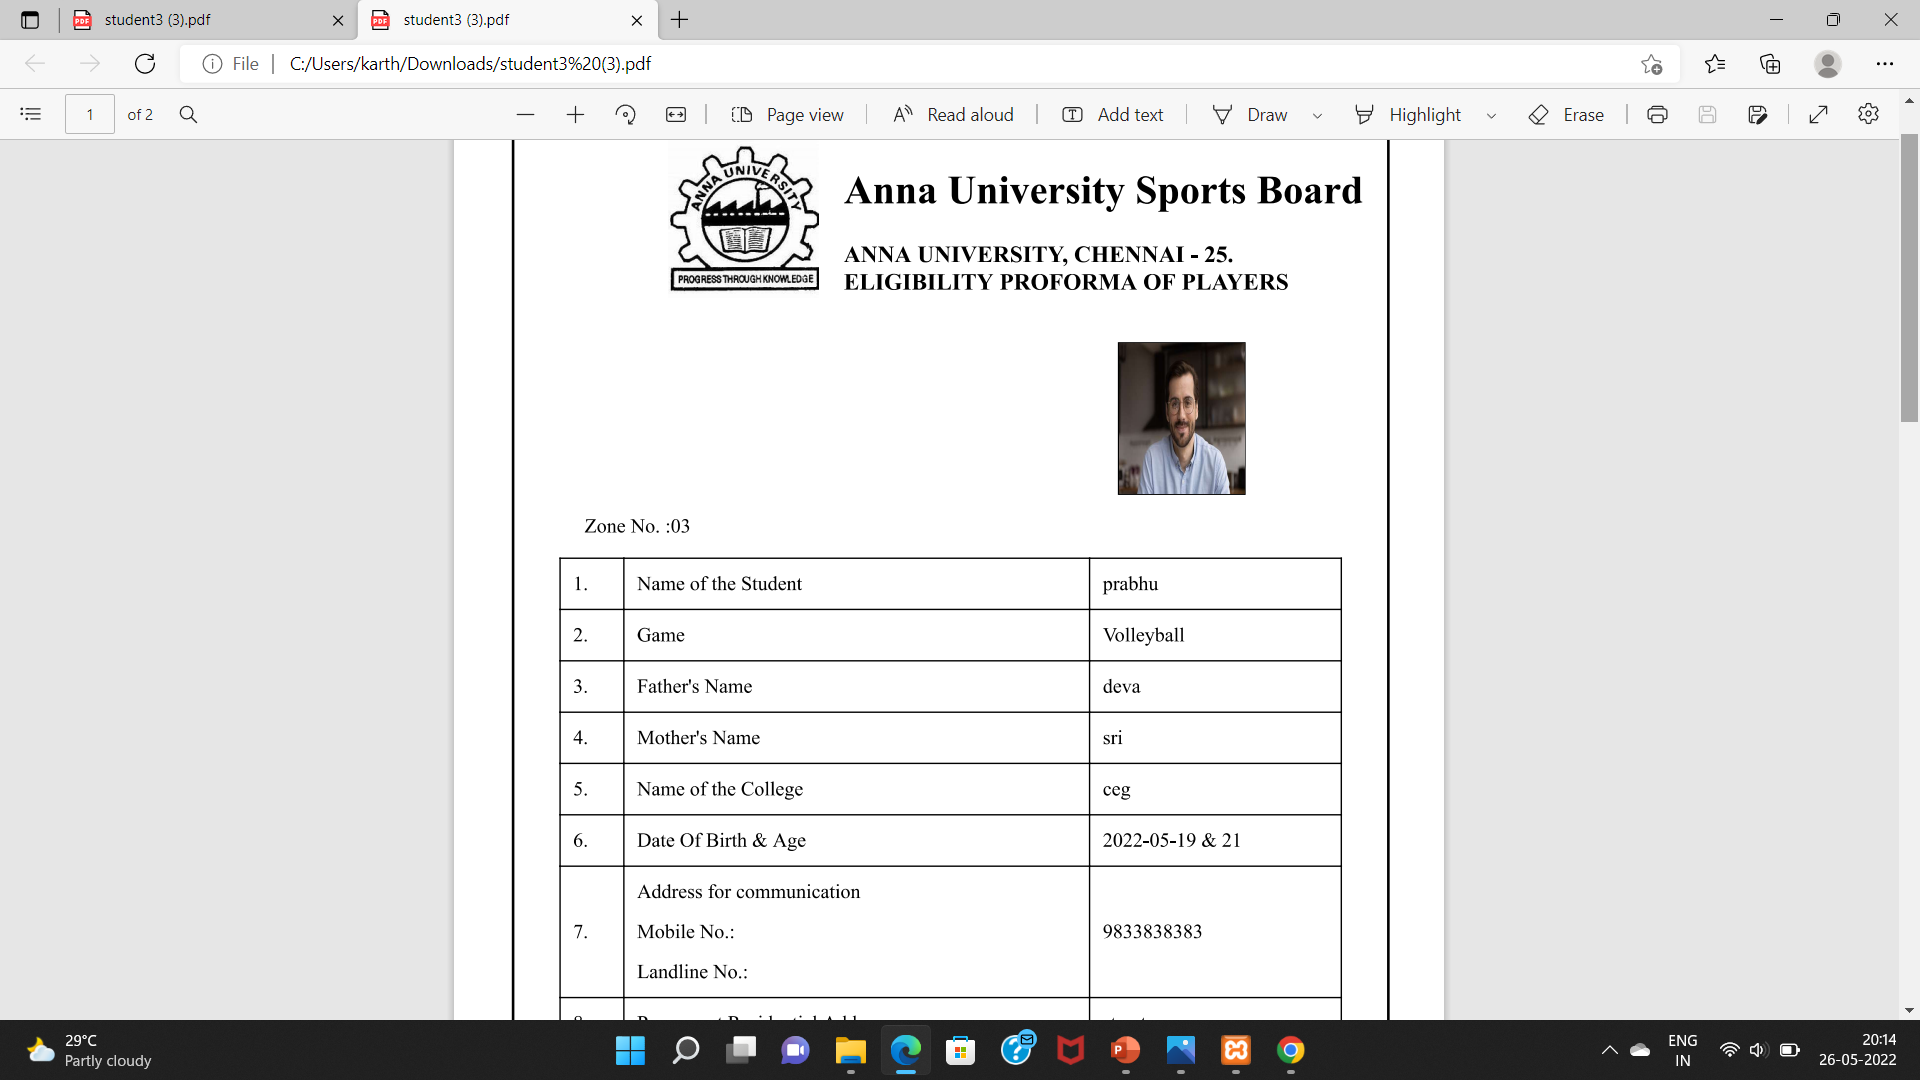 student3 (3).pdf
student3 (3).pdf
File
C:/Users/karth/Downloads/student3%20(3).pdf
1 of 2
Page view
Read aloud
Add text
Draw
Highlight
Erase
ANNA UNIVERSITY
PROGRESS THROUGH KNOWLEDGE
Anna University Sports Board
ANNA UNIVERSITY, CHENNAI - 25.
ELIGIBILITY PROFORMA OF PLAYERS
Zone No. :03
1. Name of the Student prabhu
2. Game Volleyball
3. Father's Name deva
4. Mother's Name sri
5. Name of the College ceg
6. Date Of Birth & Age 2022-05-19 & 21
Address for communication
7. Mobile No.: 9833838383
Landline No.:
29°C
Partly cloudy
ENG
IN
20:14
26-05-2022